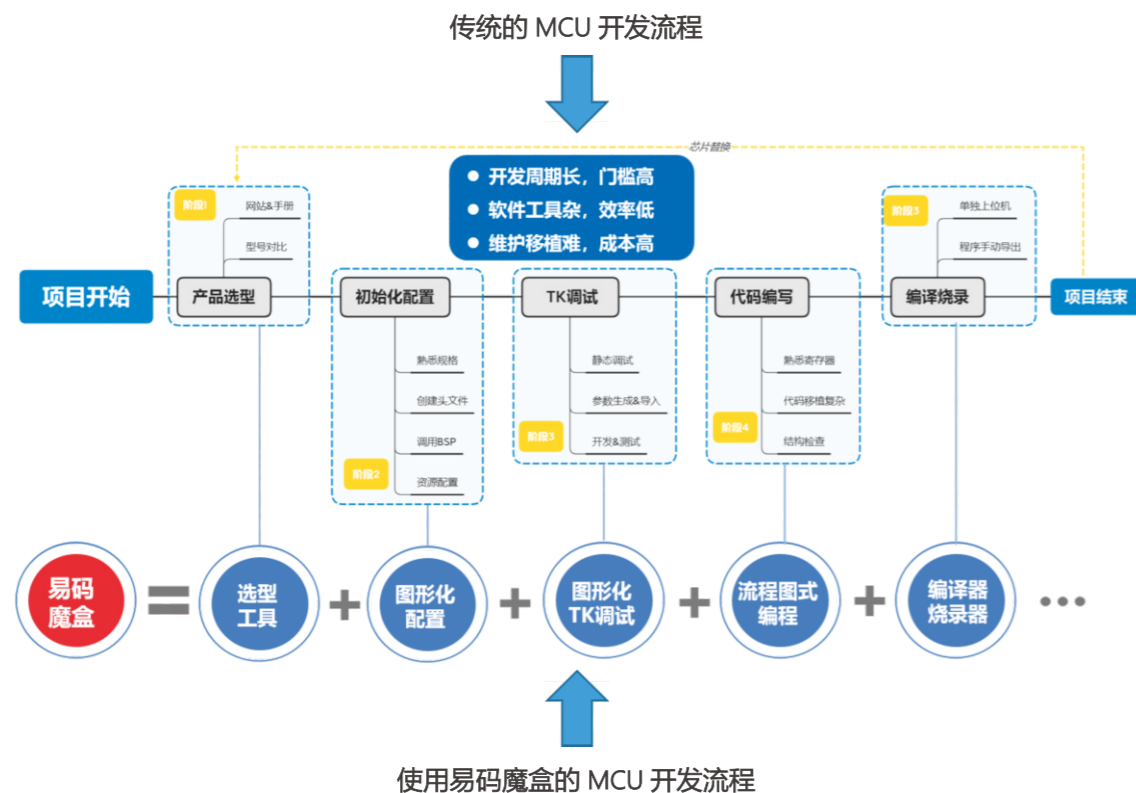 传统的 MCU 开发流程
芯片替换
● 开发周期长，门槛高
● 软件工具杂，效率低
● 维护移植难，成本高
阶段1
网站&手册
型号对比
阶段5
单独上位机
程序手动导出
项目开始
产品选型
初始化配置
TK调试
代码编写
编译烧录
项目结束
熟悉规格
创建头文件
调用BSP
阶段2
资源配置
静态调试
参数生成&导入
阶段3
开发&测试
熟悉寄存器
代码移植复杂
阶段4
结构检查
易码
魔盒
=
选型
工具
+
图形化
配置
+
图形化
TK调试
+
流程图式
编程
+
编译器
烧录器
•••
使用易码魔盒的 MCU 开发流程